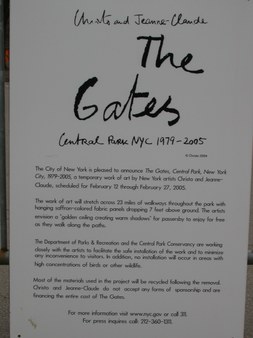 Christo and Jeanne-Claude
The
Gates
Central Park NYC 1979-2005
The City of New York is pleased to announce The Gates, Central Park, New York
City, 1979-2005, a temporary work of art by New York artists Christo and Jeanne-
Claude, scheduled for February 12 through February 27, 2005.
The work of art will stretch across 23 miles of walkways throughout the park with
hanging saffron-colored fabric panels dropping 7 feet above ground. The artists
envision a "golden ceiling creating warm shadows" for passersby to enjoy for free
as they walk along the paths.
The Department of Parks & Recreation and the Central Park Conservancy are working
closely with the artists to facilitate the safe installation of the work and to minimize
any inconvenience to visitors. In addition, no installation will occur in areas with
high concentrations of birds or other wildlife.
Most of the materials used in the project will be recycled following the removal.
Christo and Jeanne-Claude do not accept any forms of sponsorship and are
financing the entire cost of The Gates.
For more information visit www.nyc.gov or call 311.
For press inquires call: 212-360-1311.